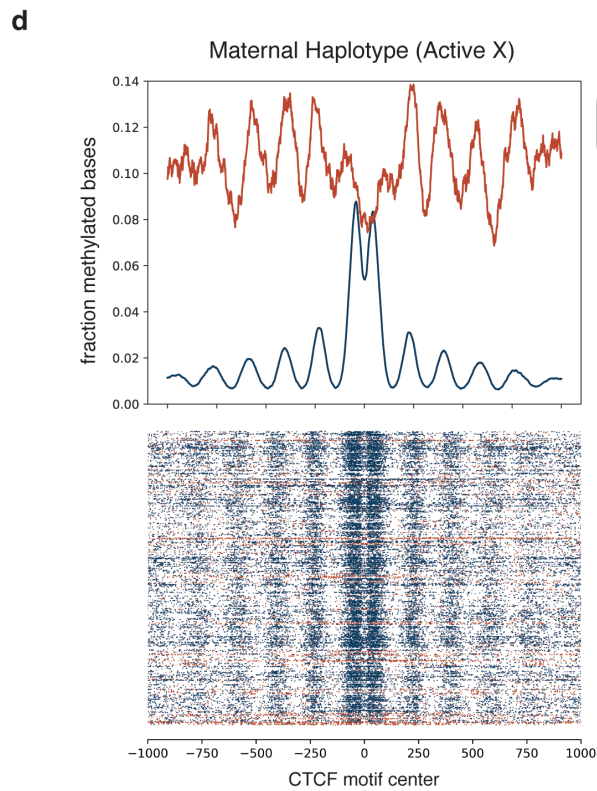 d
Maternal Haplotype (Active X)
fraction methylated bases
0.14
0.12
0.10
0.08
0.06
0.04
0.02
0.00
−1000 −750 −500 −250 0 250 500 750 1000
CTCF motif center